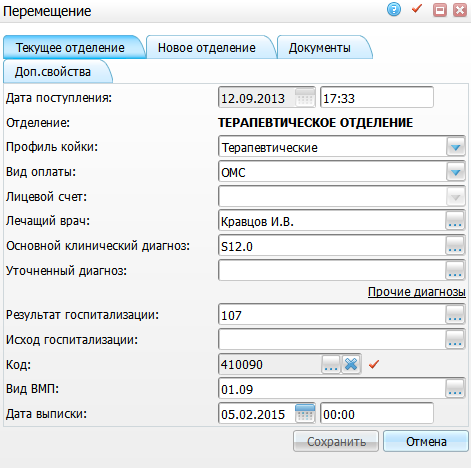 Перемещение
Текущее отделение Новое отделение Документы
Доп.свойства
Дата поступления: 12.09.2013 17:33
Отделение: ТЕРАПЕВТИЧЕСКОЕ ОТДЕЛЕНИЕ
Профиль койки: Терапевтические
Вид оплаты: ОМС
Лицевой счет:
Лечащий врач: Кравцов И.В. ...
Основной клинический диагноз: S12.0 ...
Уточненный диагноз: ...
Прочие диагнозы
Результат госпитализации: 107 ...
Исход госпитализации: ...
Код: 410090 ...
Вид ВМП: 01.09 ...
Дата выписки: 05.02.2015 00:00
Сохранить Отмена